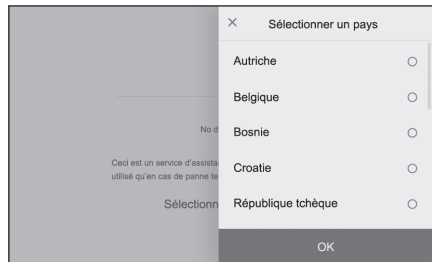 Sélectionner un pays
Autriche
Belgique
No d
Bosnie
Ceci est un service d'assista
Croatie
utilisé qu'en cas de panne te
Sélectionn
République tchèque
OK